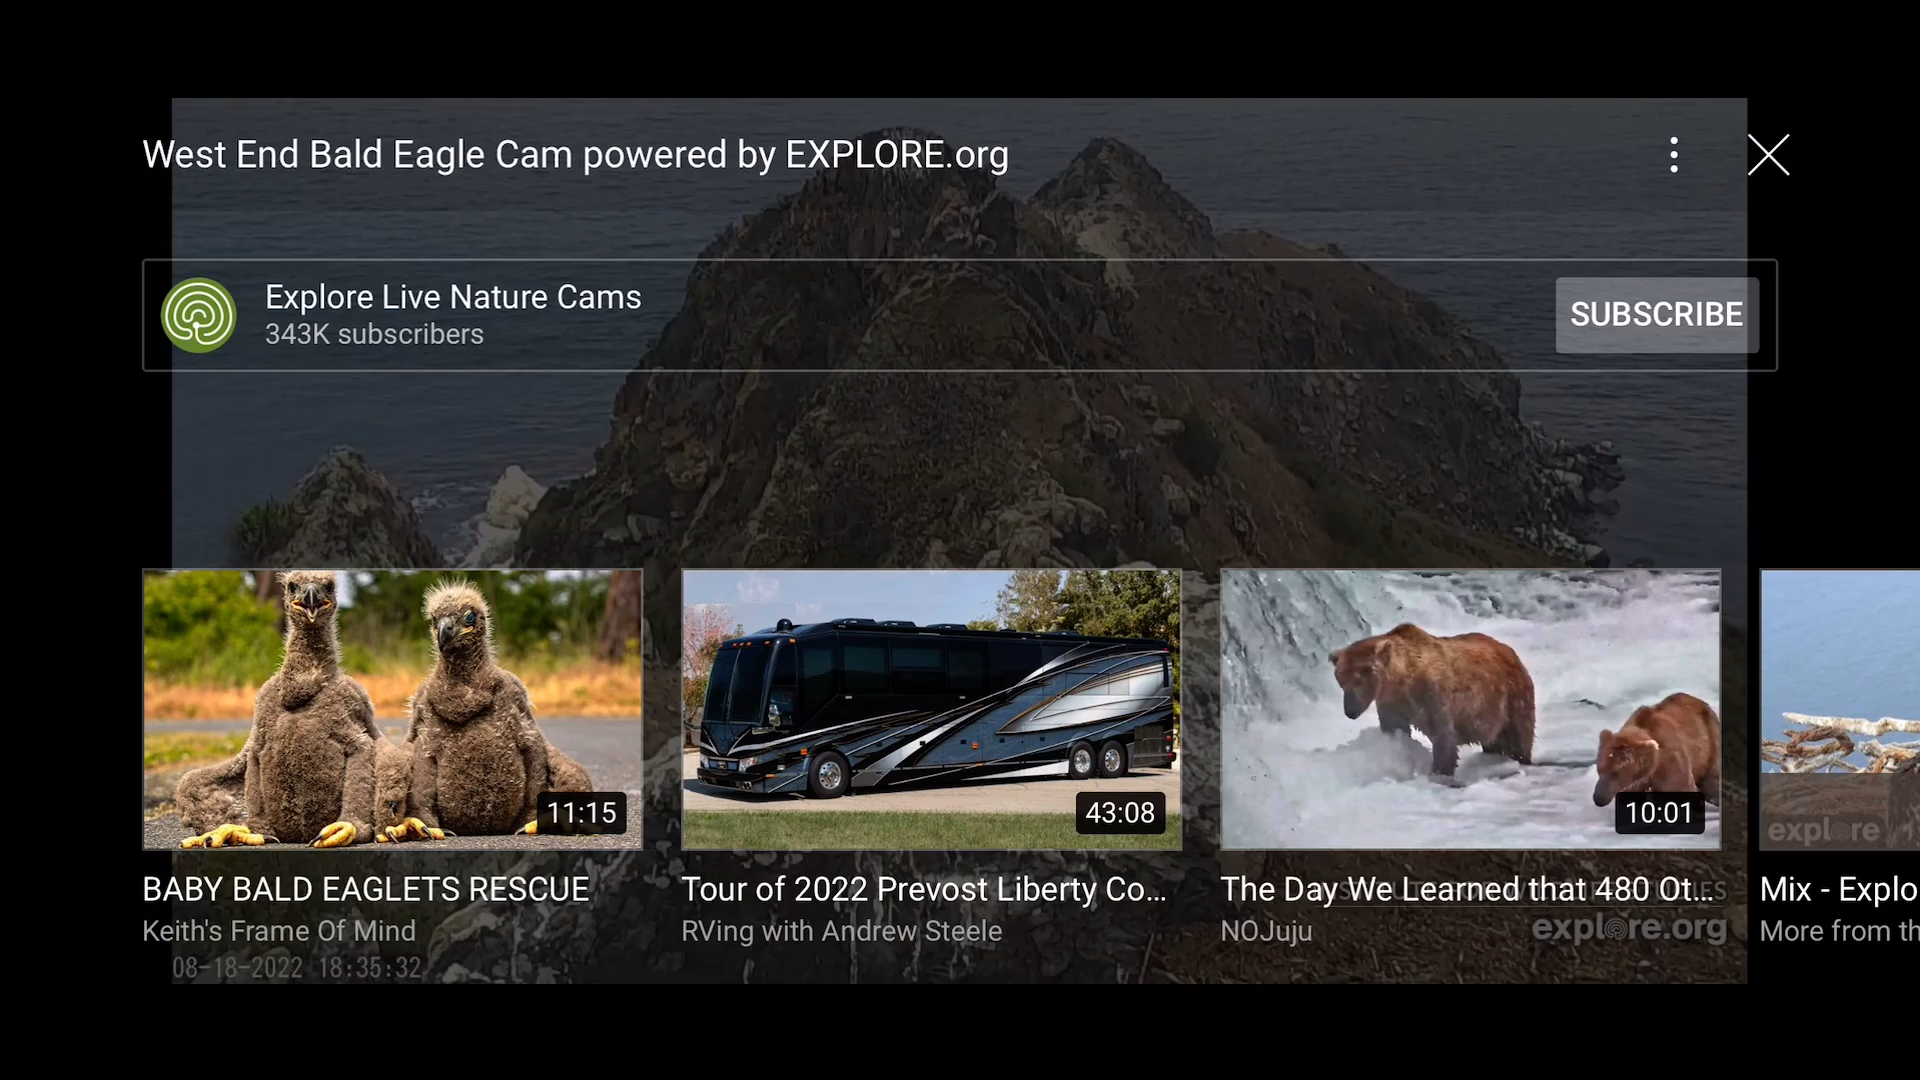 West End Bald Eagle Cam powered by EXPLORE.org
Explore Live Nature Cams
343K subscribers
SUBSCRIBE
11:15
43:08
10:01
explore
BABY BALD EAGLETS RESCUE
Tour of 2022 Prevost Liberty Co...
The Day We Learned that 480 Ot...
Mix - Explo
Keith's Frame Of Mind
RVing with Andrew Steele
NOJuju
explore.org
More from th
08-18-2022 18:35:32